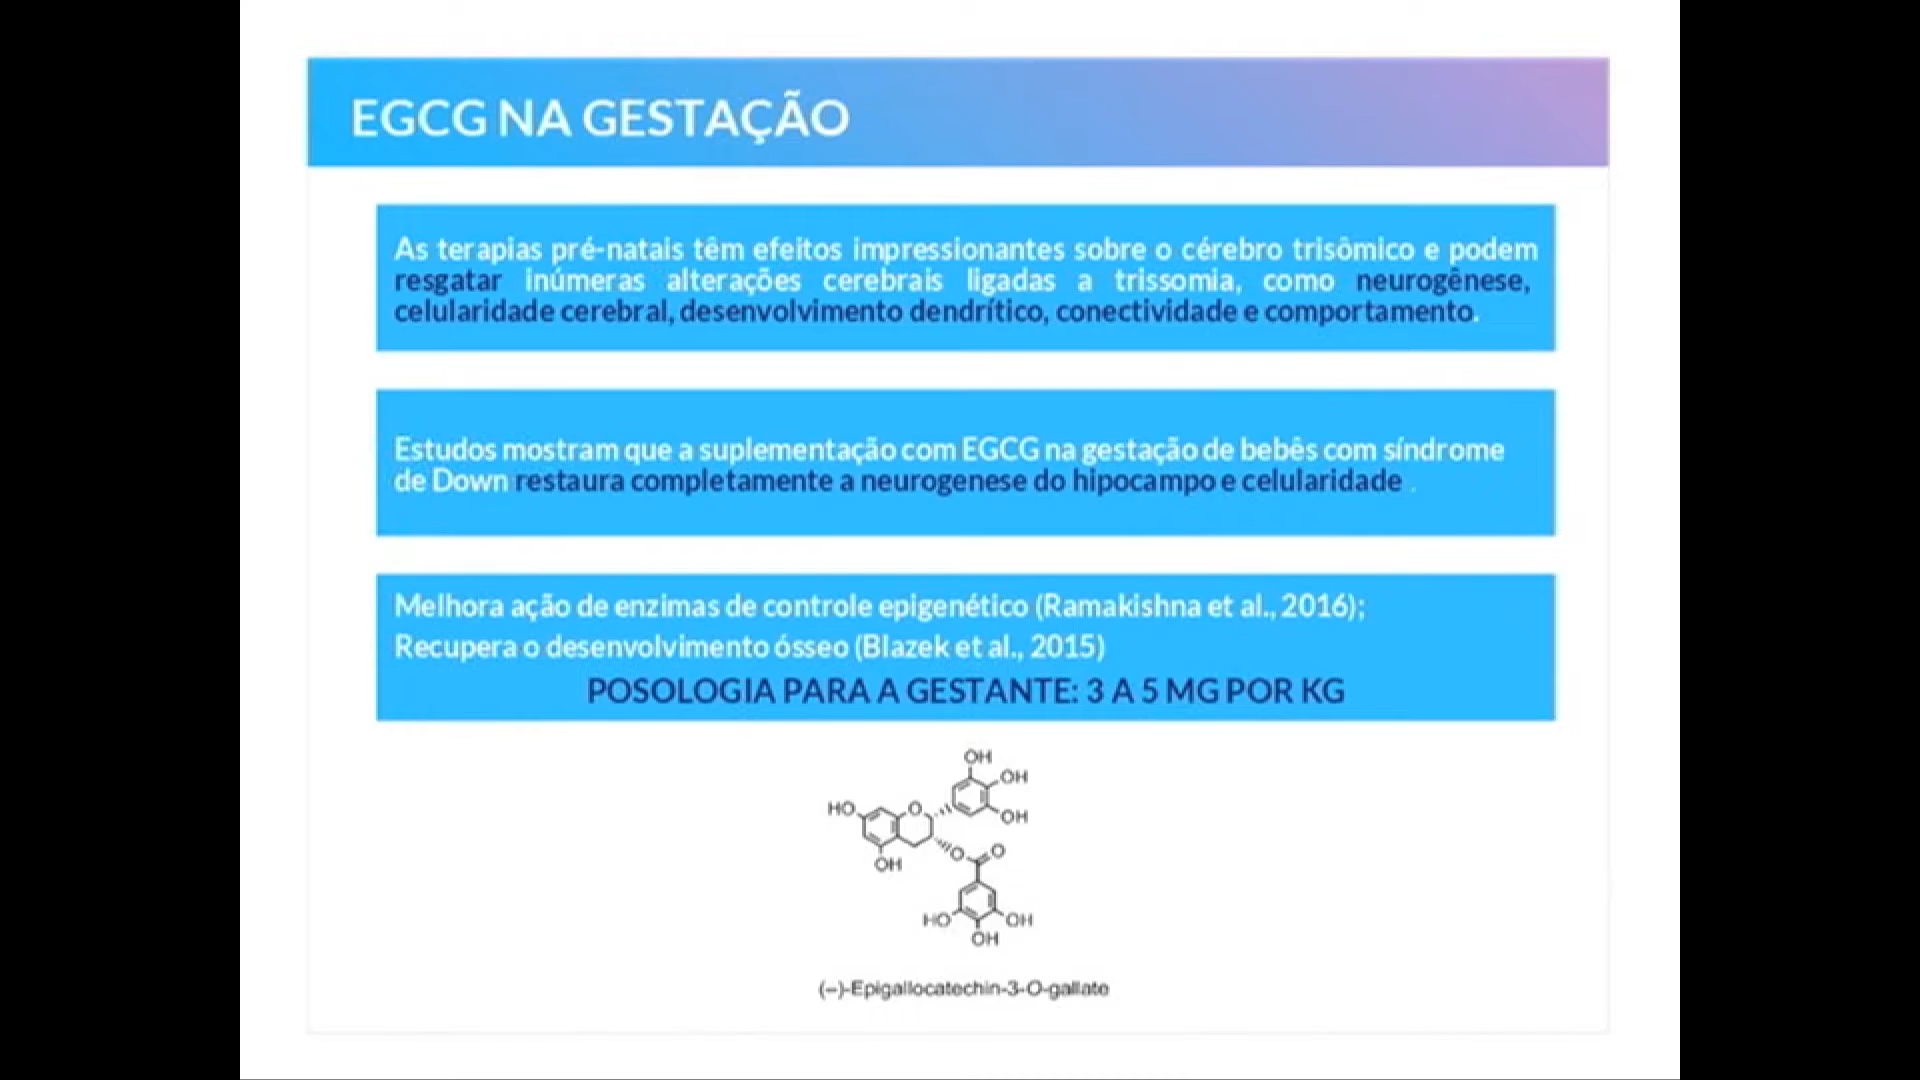 EGCG NA GESTAÇÃO
As terapias pré-natais têm efeitos impressionantes sobre o cérebro trisômico e podem
resgatar inúmeras alterações cerebrais ligadas a trissomia, como neurogênese,
celularidade cerebral, desenvolvimento dendrítico, conectividade e comportamento.
Estudos mostram que a suplementação com EGCG na gestação de bebês com síndrome
de Down restaura completamente a neurogenese do hipocampo e celularidade .
Melhora ação de enzimas de controle epigenético (Ramakishna et al., 2016);
Recupera o desenvolvimento ósseo (Blazek et al., 2015)
POSOLOGIA PARA A GESTANTE: 3 A 5 MG POR KG
OH
OH
HO
O
OH
O
O
OH
HO
OH
OH
(–)-Epigallocatechin-3-O-gallate